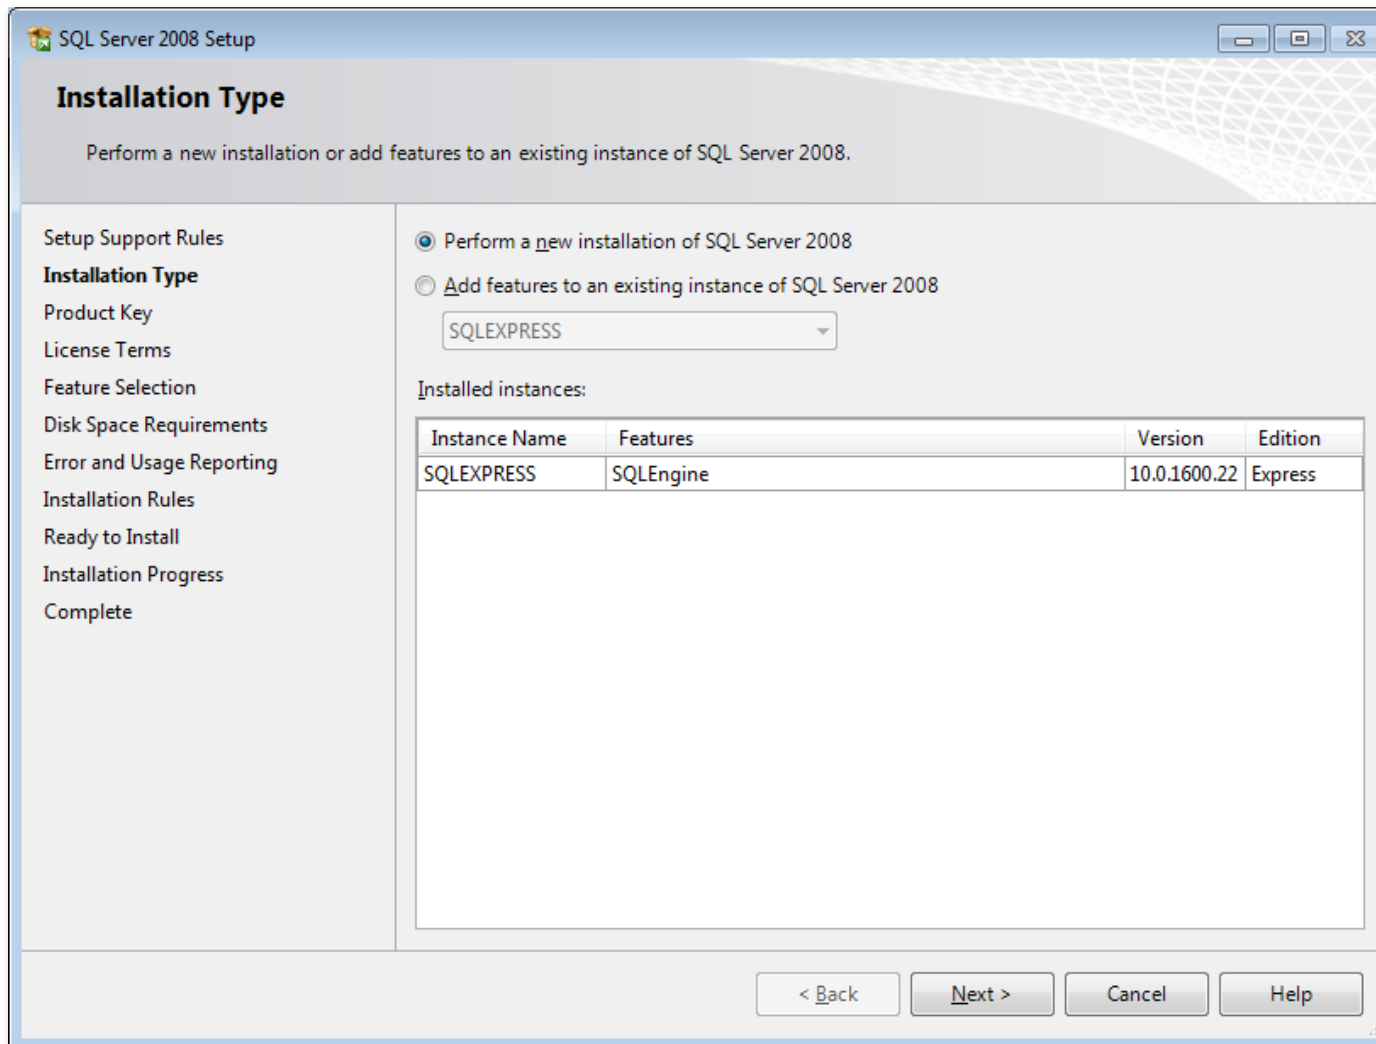 SQL Server 2008 Setup
Installation Type
Perform a new installation or add features to an existing instance of SQL Server 2008.
Setup Support Rules
Installation Type
Product Key
License Terms
Feature Selection
Disk Space Requirements
Error and Usage Reporting
Installation Rules
Ready to Install
Installation Progress
Complete
Perform a new installation of SQL Server 2008
Add features to an existing instance of SQL Server 2008
SQLEXPRESS
Installed instances:
Instance Name Features Version Edition
SQLEXPRESS SQLEngine 10.0.1600.22 Express
< Back Next > Cancel Help